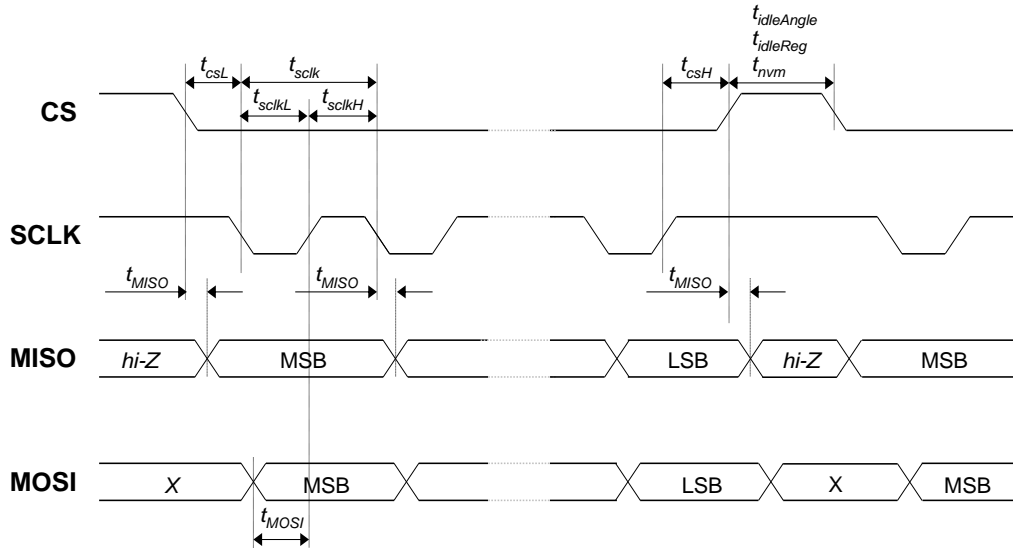 t_idleAngle
t_idleReg
t_csL t_sclk t_csH t_nvm
t_sclkL t_sclkH
CS
SCLK
t_MISO t_MISO t_MISO
MISO hi-Z MSB LSB hi-Z MSB
MOSI X MSB LSB X MSB
t_MOSI